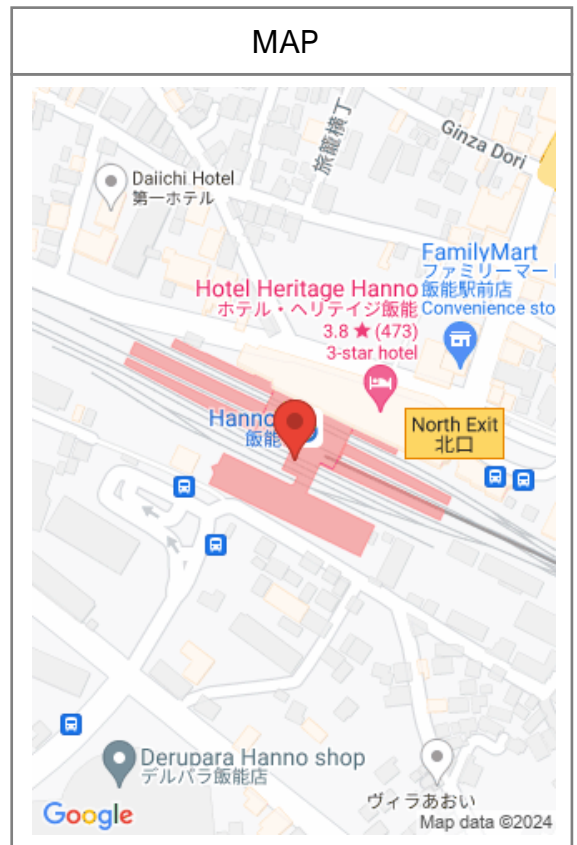 MAP
Ginza Dori
旅籠横丁
Daiichi Hotel
第一ホテル
FamilyMart
ファミリーマー
飯能駅前店
Convenience sto
Hotel Heritage Hanno
ホテル・ヘリテイジ飯能
3.8 ★ (473)
3-star hotel
Hanno
飯能
North Exit
北口
Derupara Hanno shop
デルパラ飯能店
ヴィラあおい
Google
Map data ©2024